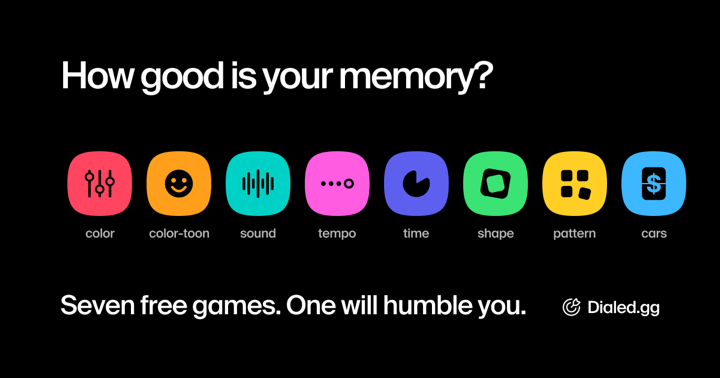 How good is your memory?
color color-toon sound tempo time shape pattern cars
$
Seven free games. One will humble you.
Dialed.gg